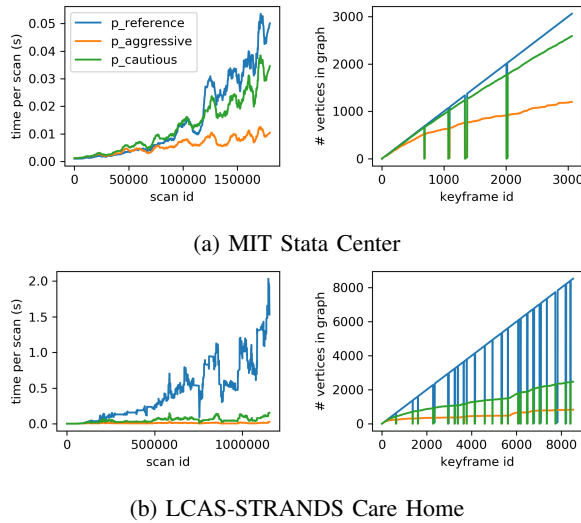 p_reference
p_aggressive
p_cautious
time per scan (s)
0.05
0.04
0.03
0.02
0.01
0.00
0 50000 100000 150000
scan id
# vertices in graph
3000
2000
1000
0
0 1000 2000 3000
keyframe id
(a) MIT Stata Center
time per scan (s)
2.0
1.5
1.0
0.5
0.0
0 500000 1000000
scan id
# vertices in graph
8000
6000
4000
2000
0
0 2000 4000 6000 8000
keyframe id
(b) LCAS-STRANDS Care Home